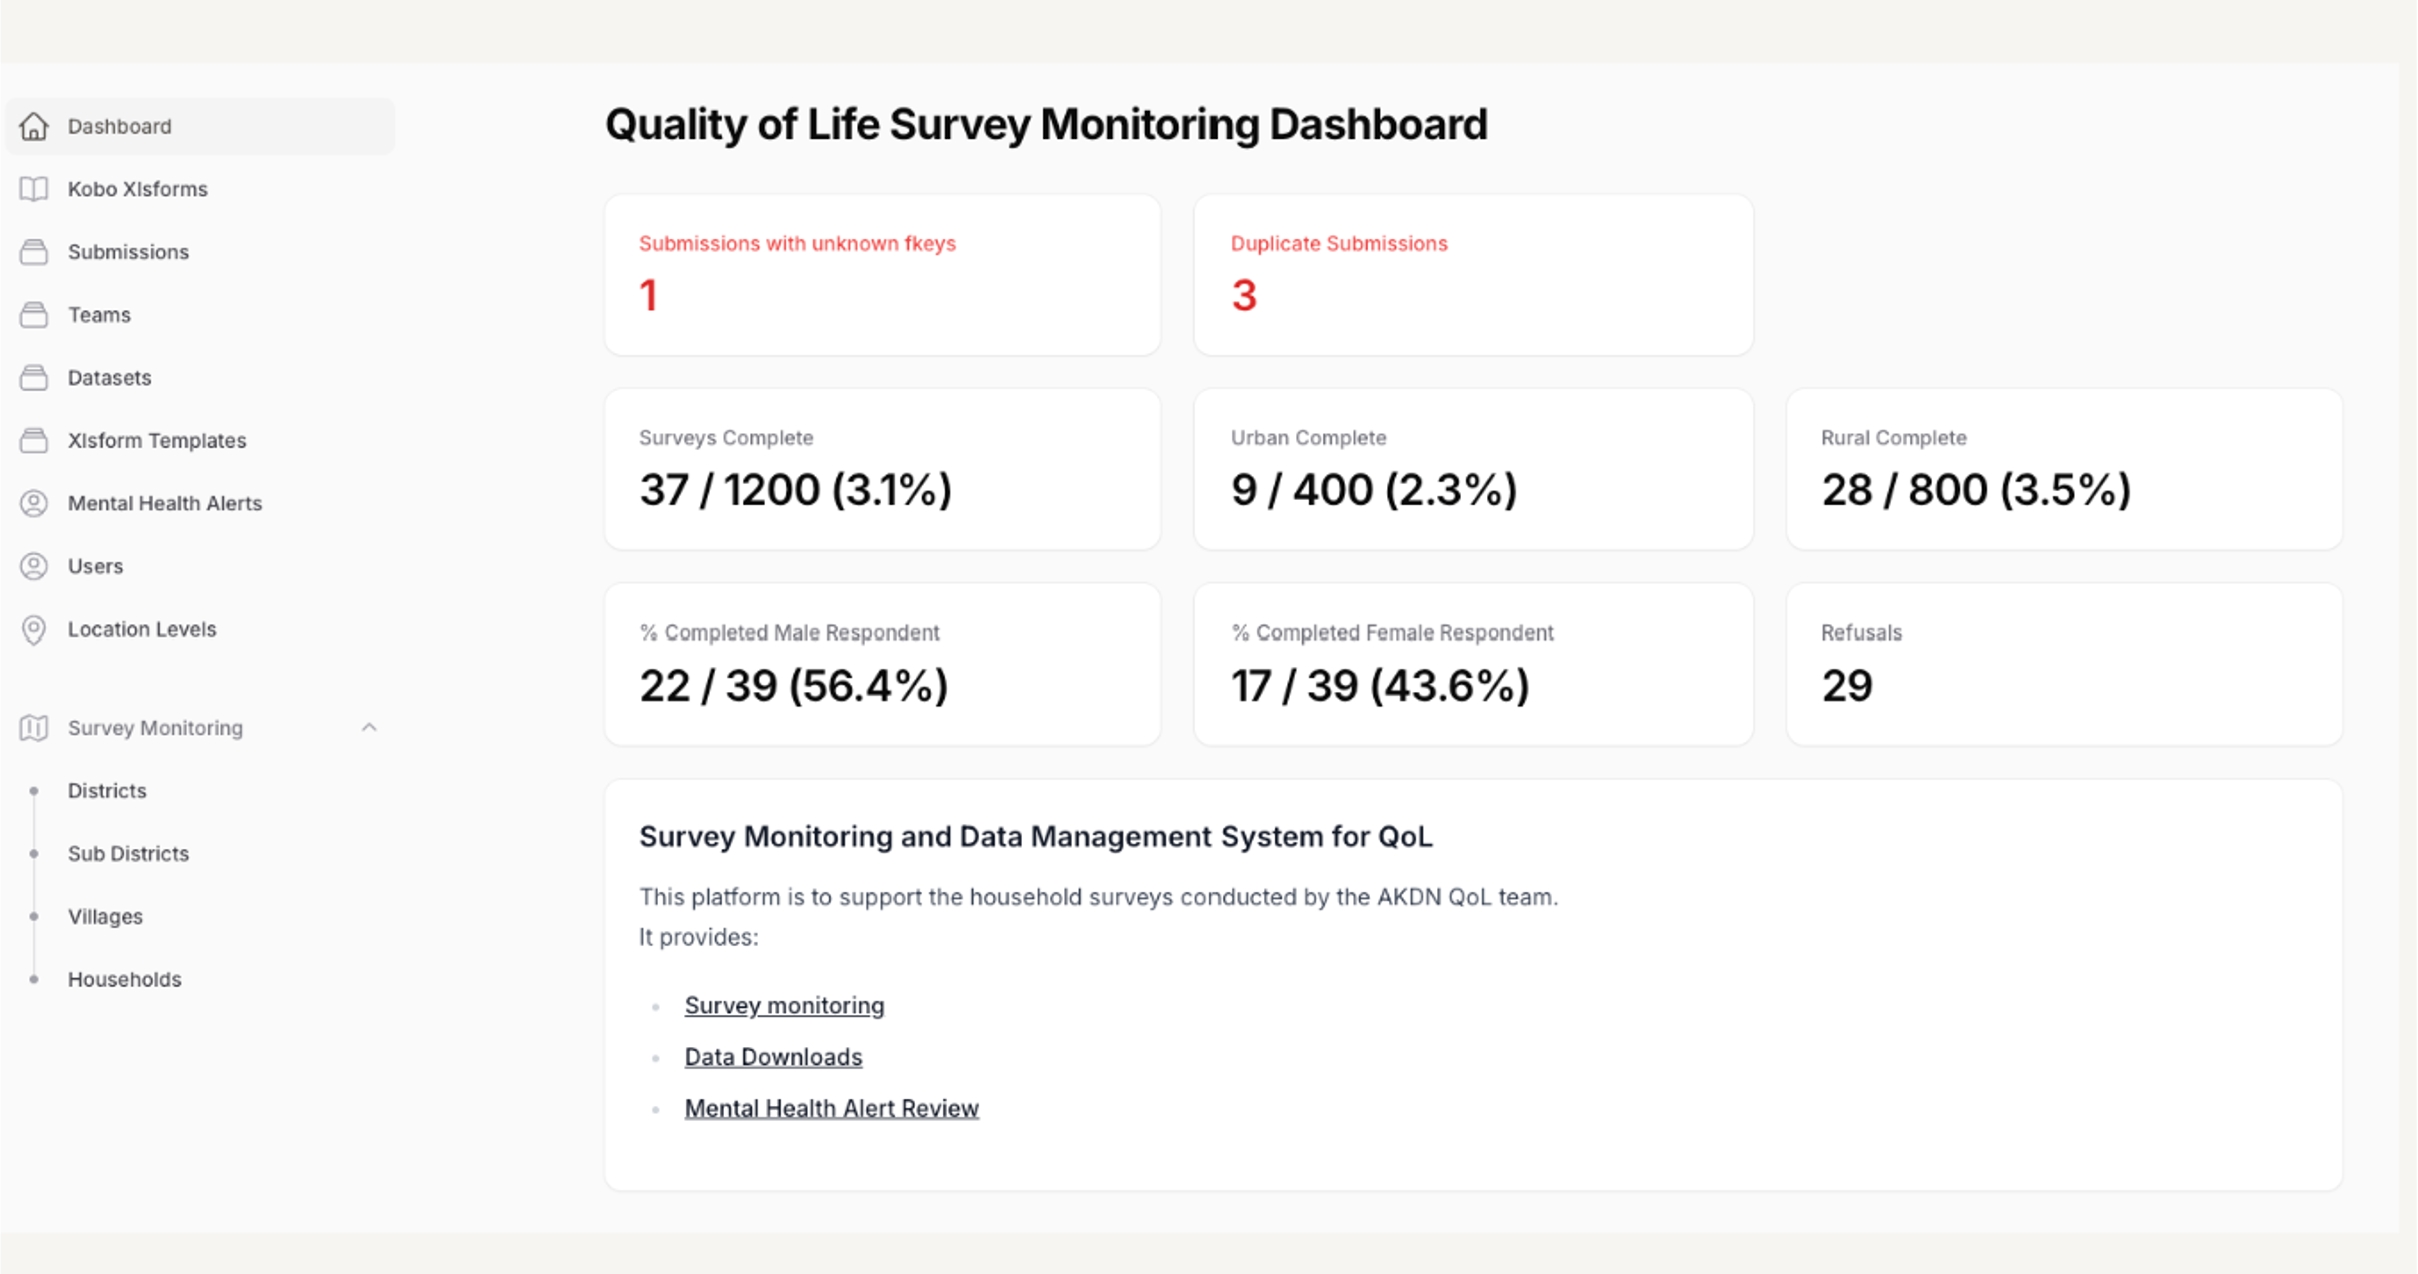 Dashboard
Kobo Xlsforms
Submissions
Teams
Datasets
Xlsform Templates
Mental Health Alerts
Users
Location Levels
Survey Monitoring
Districts
Sub Districts
Villages
Households
Quality of Life Survey Monitoring Dashboard
Submissions with unknown fkeys
1
Duplicate Submissions
3
Surveys Complete
37 / 1200 (3.1%)
Urban Complete
9 / 400 (2.3%)
Rural Complete
28 / 800 (3.5%)
% Completed Male Respondent
22 / 39 (56.4%)
% Completed Female Respondent
17 / 39 (43.6%)
Refusals
29
Survey Monitoring and Data Management System for QoL
This platform is to support the household surveys conducted by the AKDN QoL team.
It provides:
Survey monitoring
Data Downloads
Mental Health Alert Review